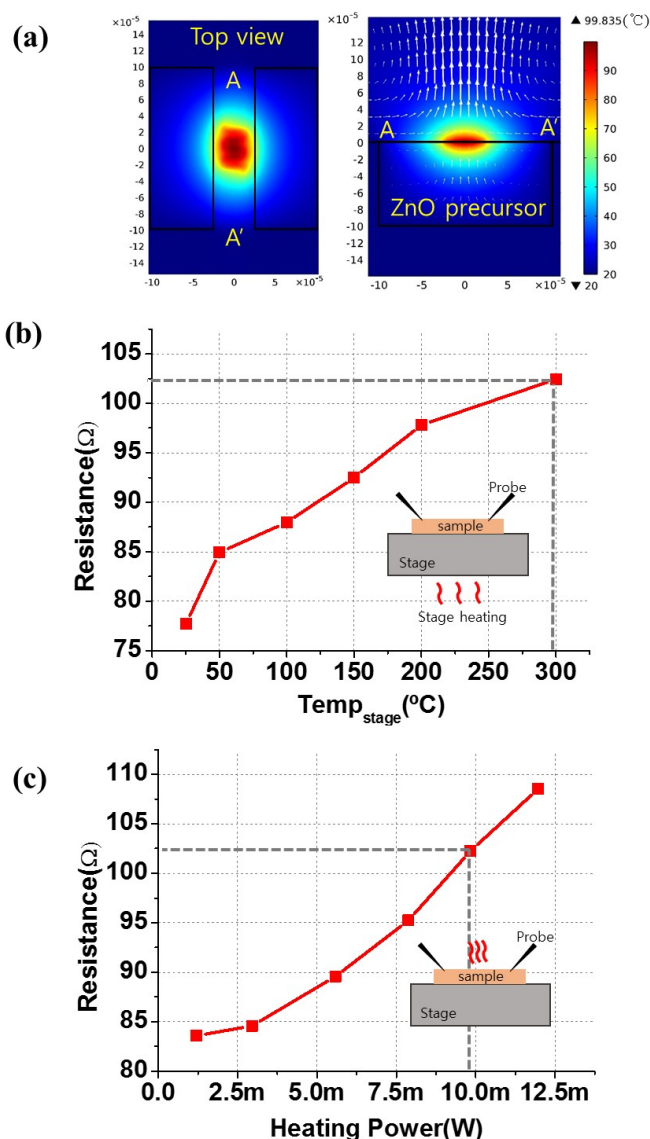 (a)
Top view
A
A'
×10⁻⁵
16
14
12
10
8
6
4
2
0
-2
-4
-6
-8
-10
-12
-14
-10 -5 0 5 ×10⁻⁵
×10⁻⁵
16
14
12
10
8
6
4
2
0
-2
-4
-6
-8
-10
-12
-14
A
A'
ZnO precursor
-10 -5 0 5 ×10⁻⁵
▲ 99.835(℃)
90
80
70
60
50
40
30
20
▼ 20
(b)
Resistance(Ω)
105
100
95
90
85
80
75
0 50 100 150 200 250 300
Temp_stage(ºC)
Probe
sample
Stage
Stage heating
(c)
Resistance(Ω)
110
105
100
95
90
85
80
0.0 2.5m 5.0m 7.5m 10.0m 12.5m
Heating Power(W)
Probe
sample
Stage